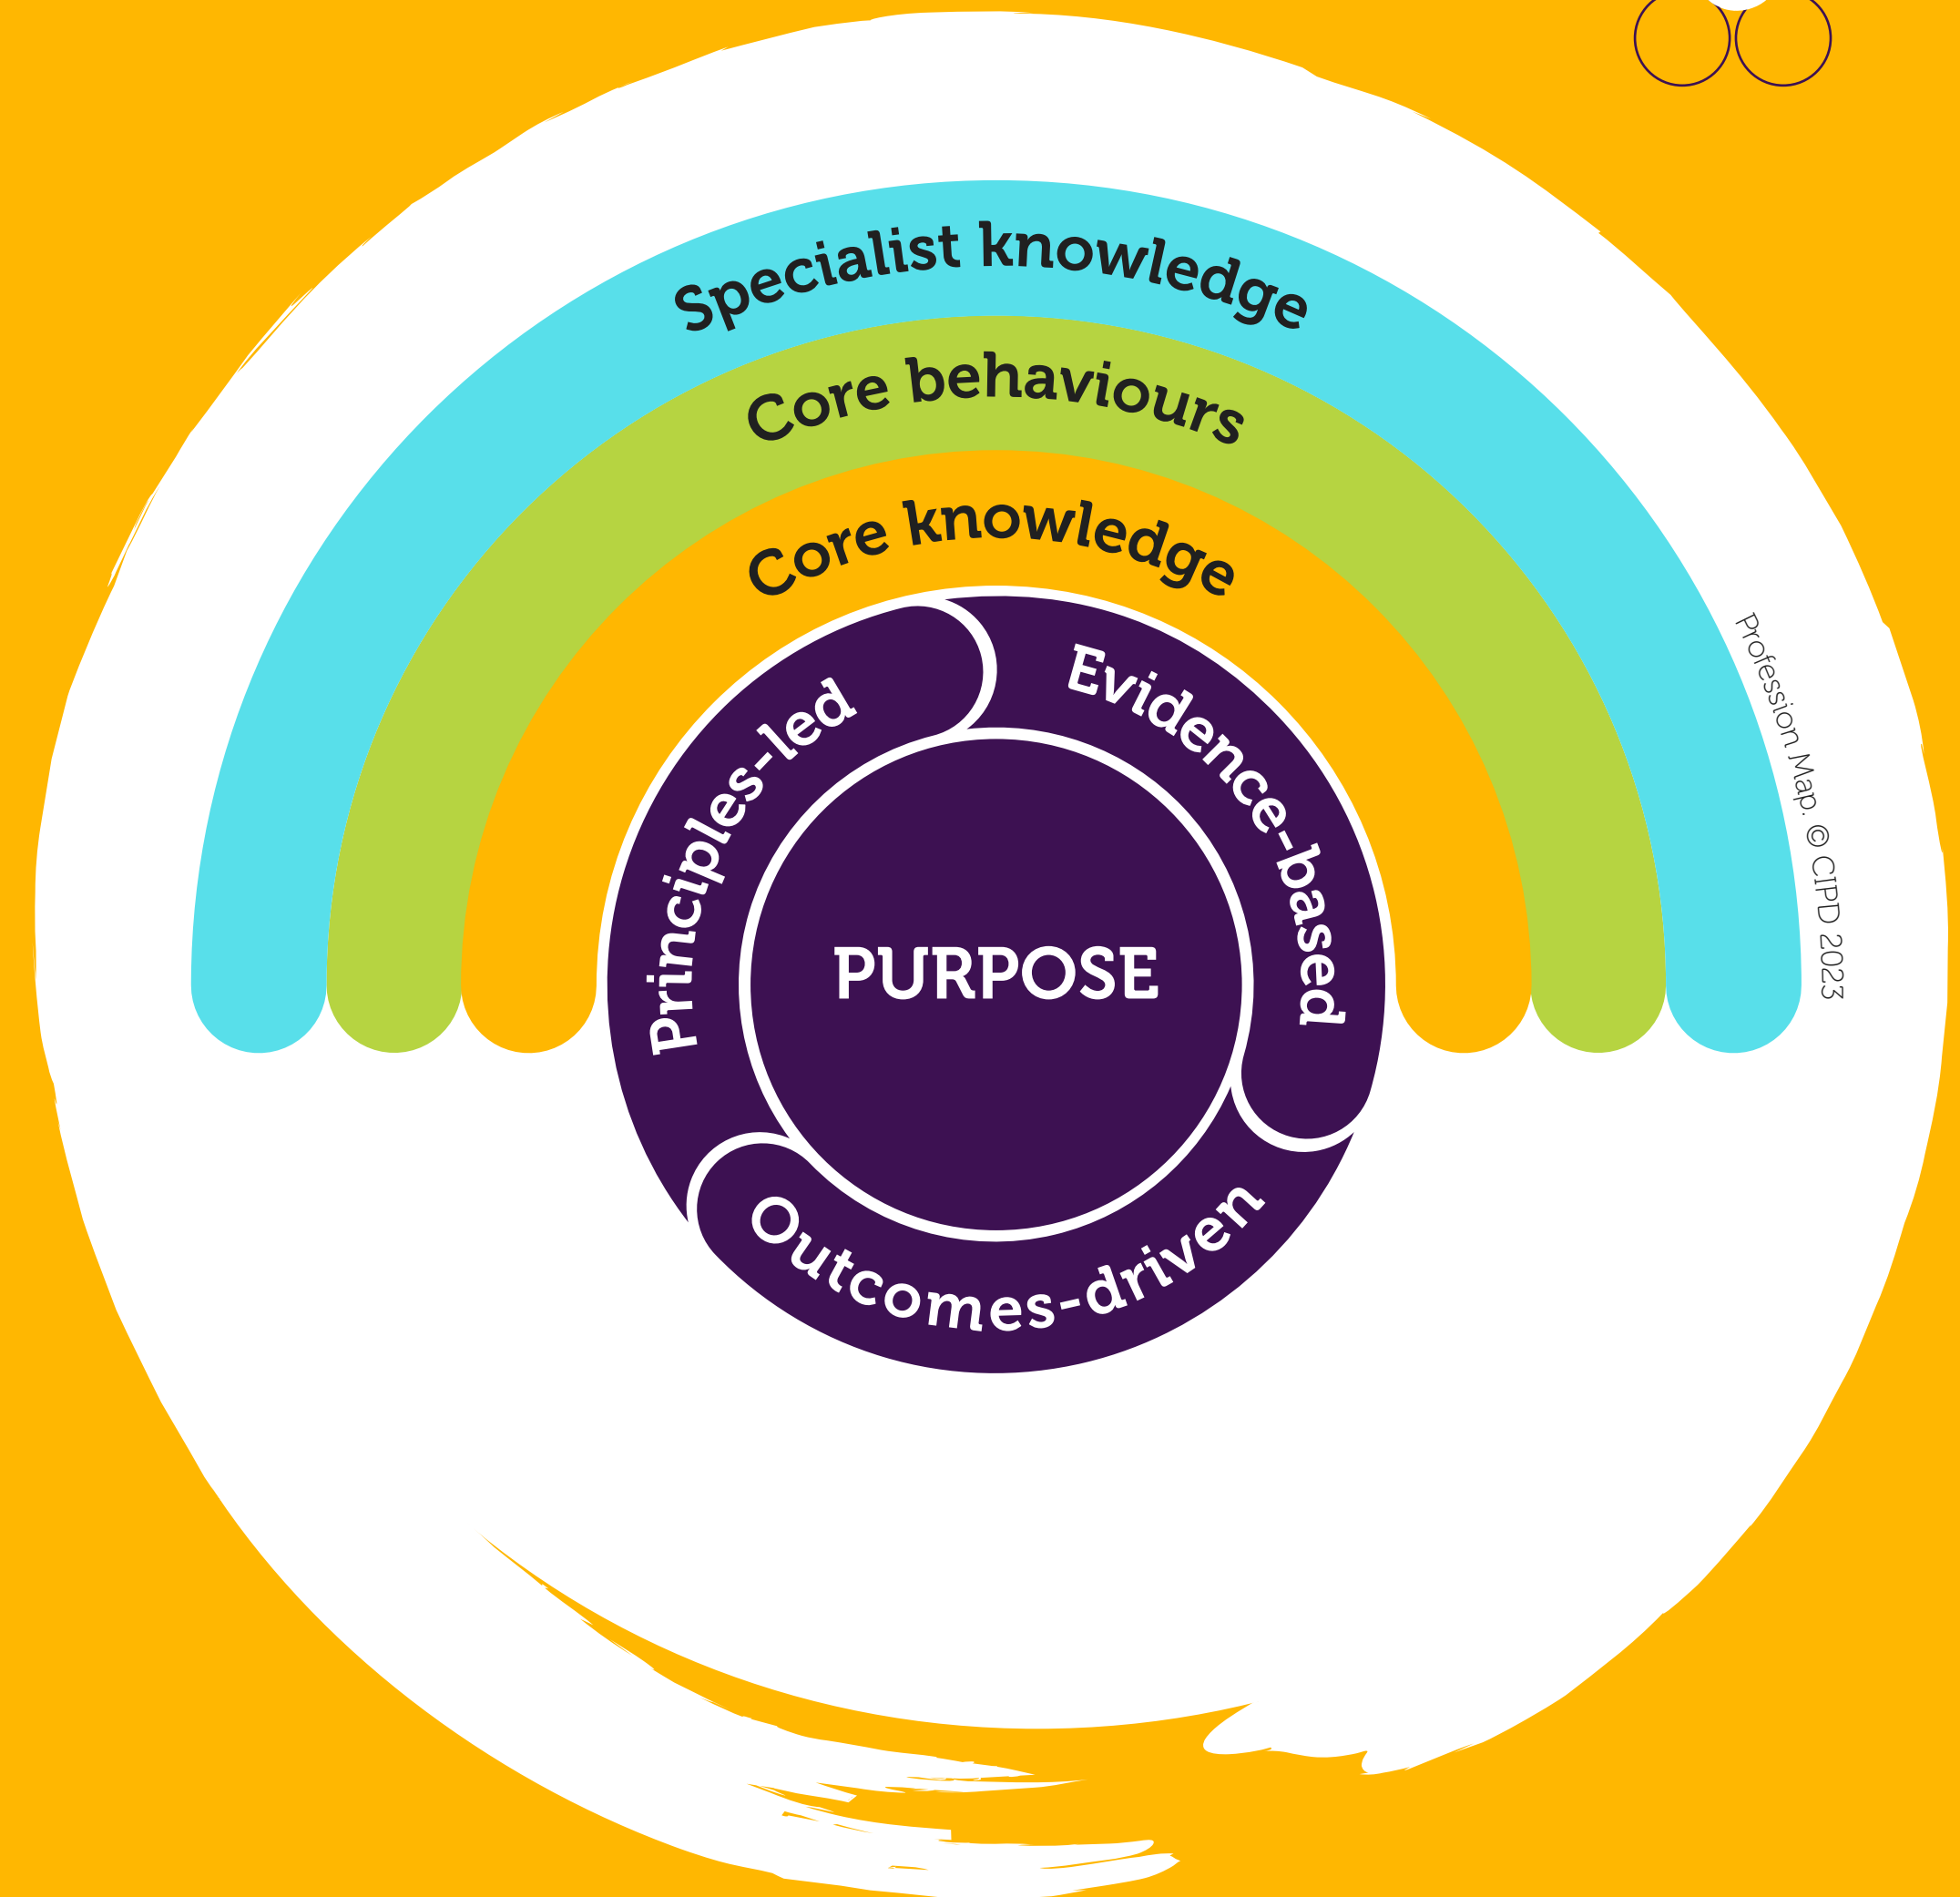 Specialist knowledge
Core behaviours
Core knowledge
Principles-led
Evidence-based
PURPOSE
Outcomes-driven
Profession Map. © CIPD 2023